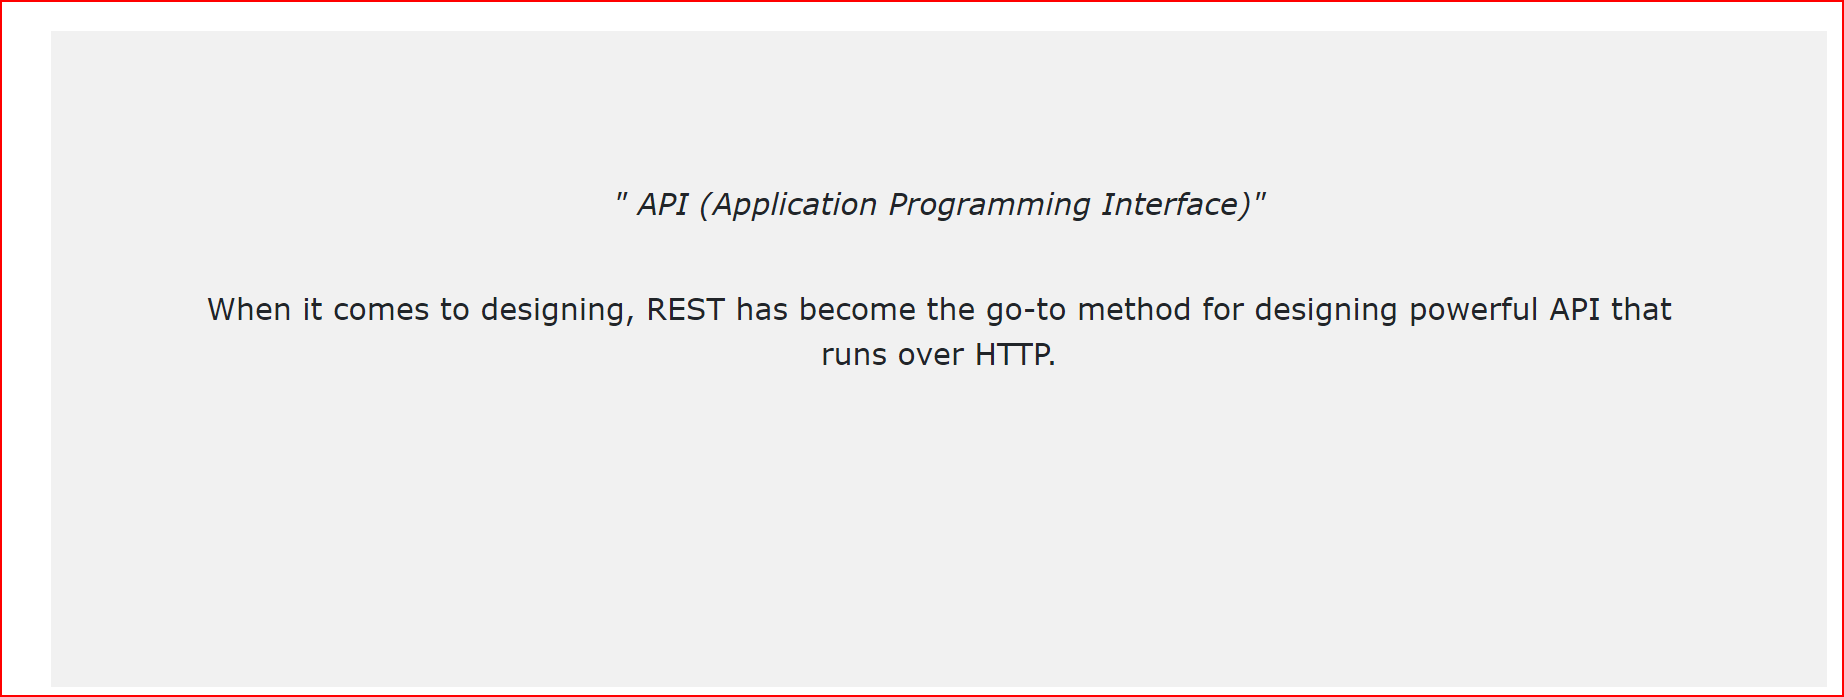 " API (Application Programming Interface)"
When it comes to designing, REST has become the go-to method for designing powerful API that
runs over HTTP.